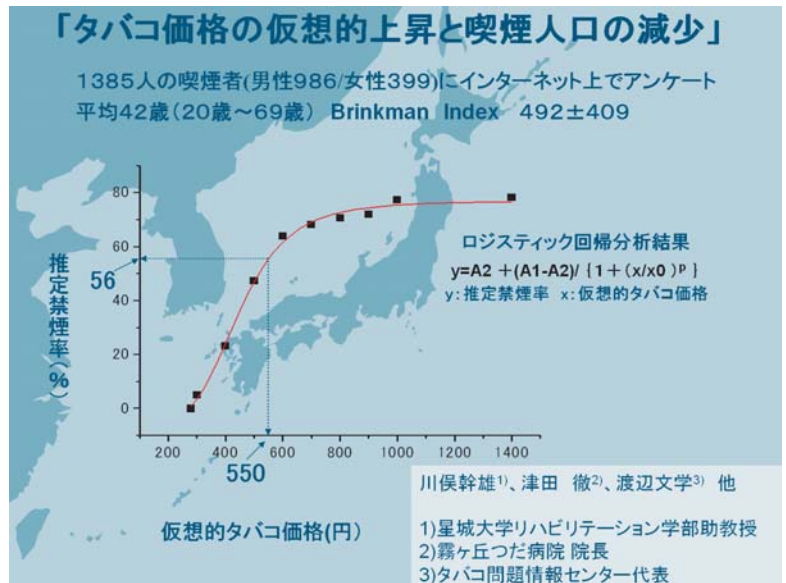 「タバコ価格の仮想的上昇と喫煙人口の減少」
1385人の喫煙者(男性986/女性399)にインターネット上でアンケート
平均42歳(20歳～69歳) Brinkman Index 492±409
80
60
56
40
20
0
推定禁煙率(%)
ロジスティック回帰分析結果
y=A2 +(A1-A2)/ {1+(x/x0)ᵖ}
y:推定禁煙率 x:仮想的タバコ価格
200 400 600 800 1000 1200 1400
550
仮想的タバコ価格(円)
川俣幹雄¹⁾、津田 徹²⁾、渡辺文学³⁾ 他
1)星城大学リハビリテーション学部助教授
2)霧ヶ丘つだ病院 院長
3)タバコ問題情報センター代表